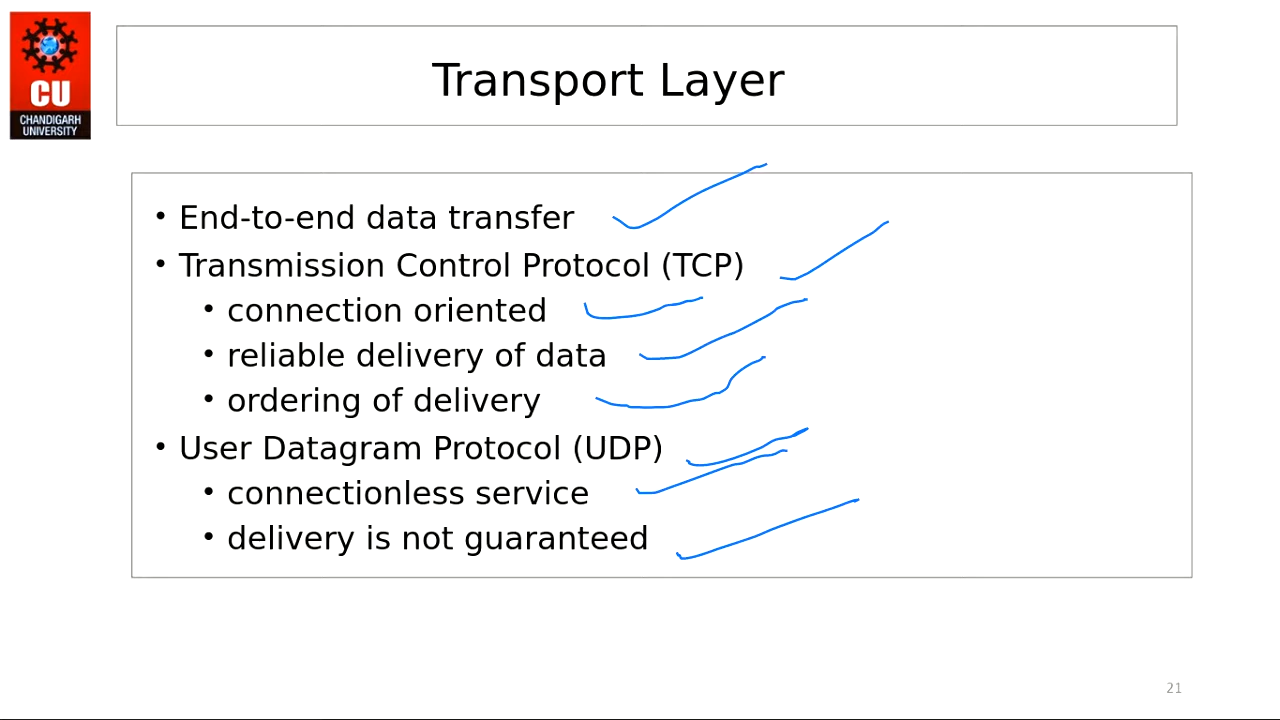 CU
CHANDIGARH
UNIVERSITY
Transport Layer
• End-to-end data transfer
• Transmission Control Protocol (TCP)
• connection oriented
• reliable delivery of data
• ordering of delivery
• User Datagram Protocol (UDP)
• connectionless service
• delivery is not guaranteed
21